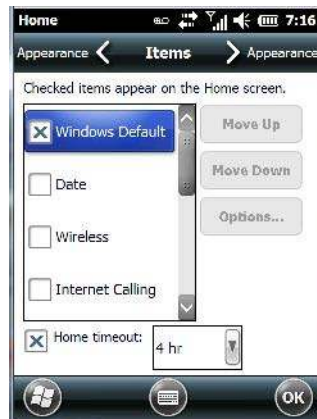 Home 7:16
Appearance Items Appearance
Checked items appear on the Home screen.
Windows Default
Date
Wireless
Internet Calling
Move Up
Move Down
Options...
Home timeout: 4 hr
OK